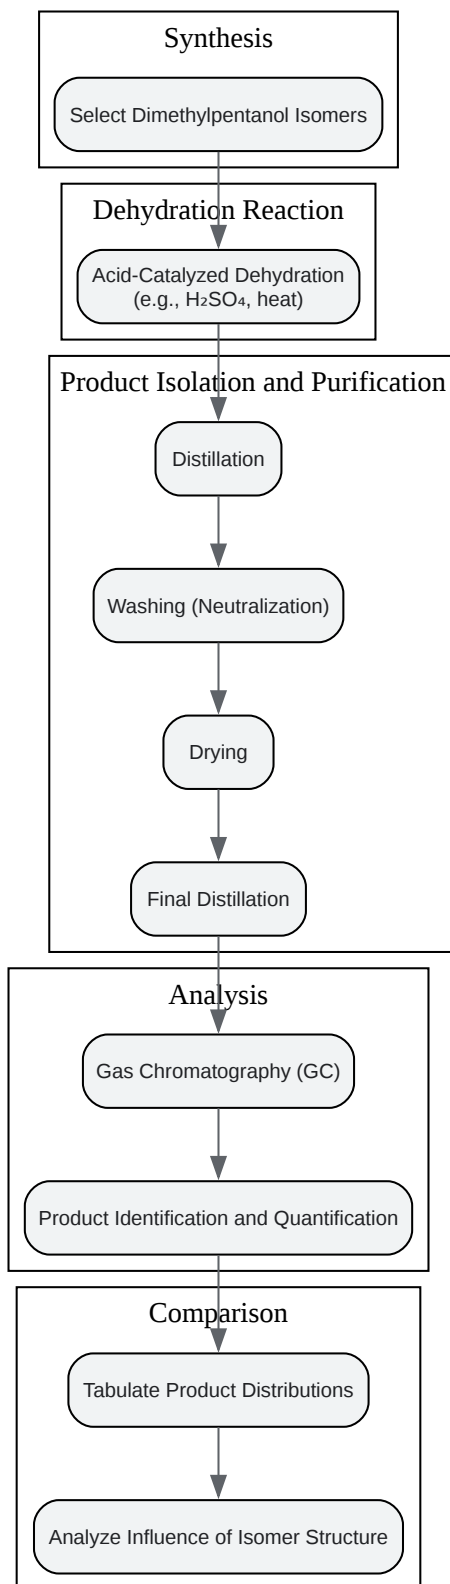 Synthesis
Select Dimethylpentanol Isomers
Dehydration Reaction
Acid-Catalyzed Dehydration
(e.g., H₂SO₄, heat)
Product Isolation and Purification
Distillation
Washing (Neutralization)
Drying
Final Distillation
Analysis
Gas Chromatography (GC)
Product Identification and Quantification
Comparison
Tabulate Product Distributions
Analyze Influence of Isomer Structure